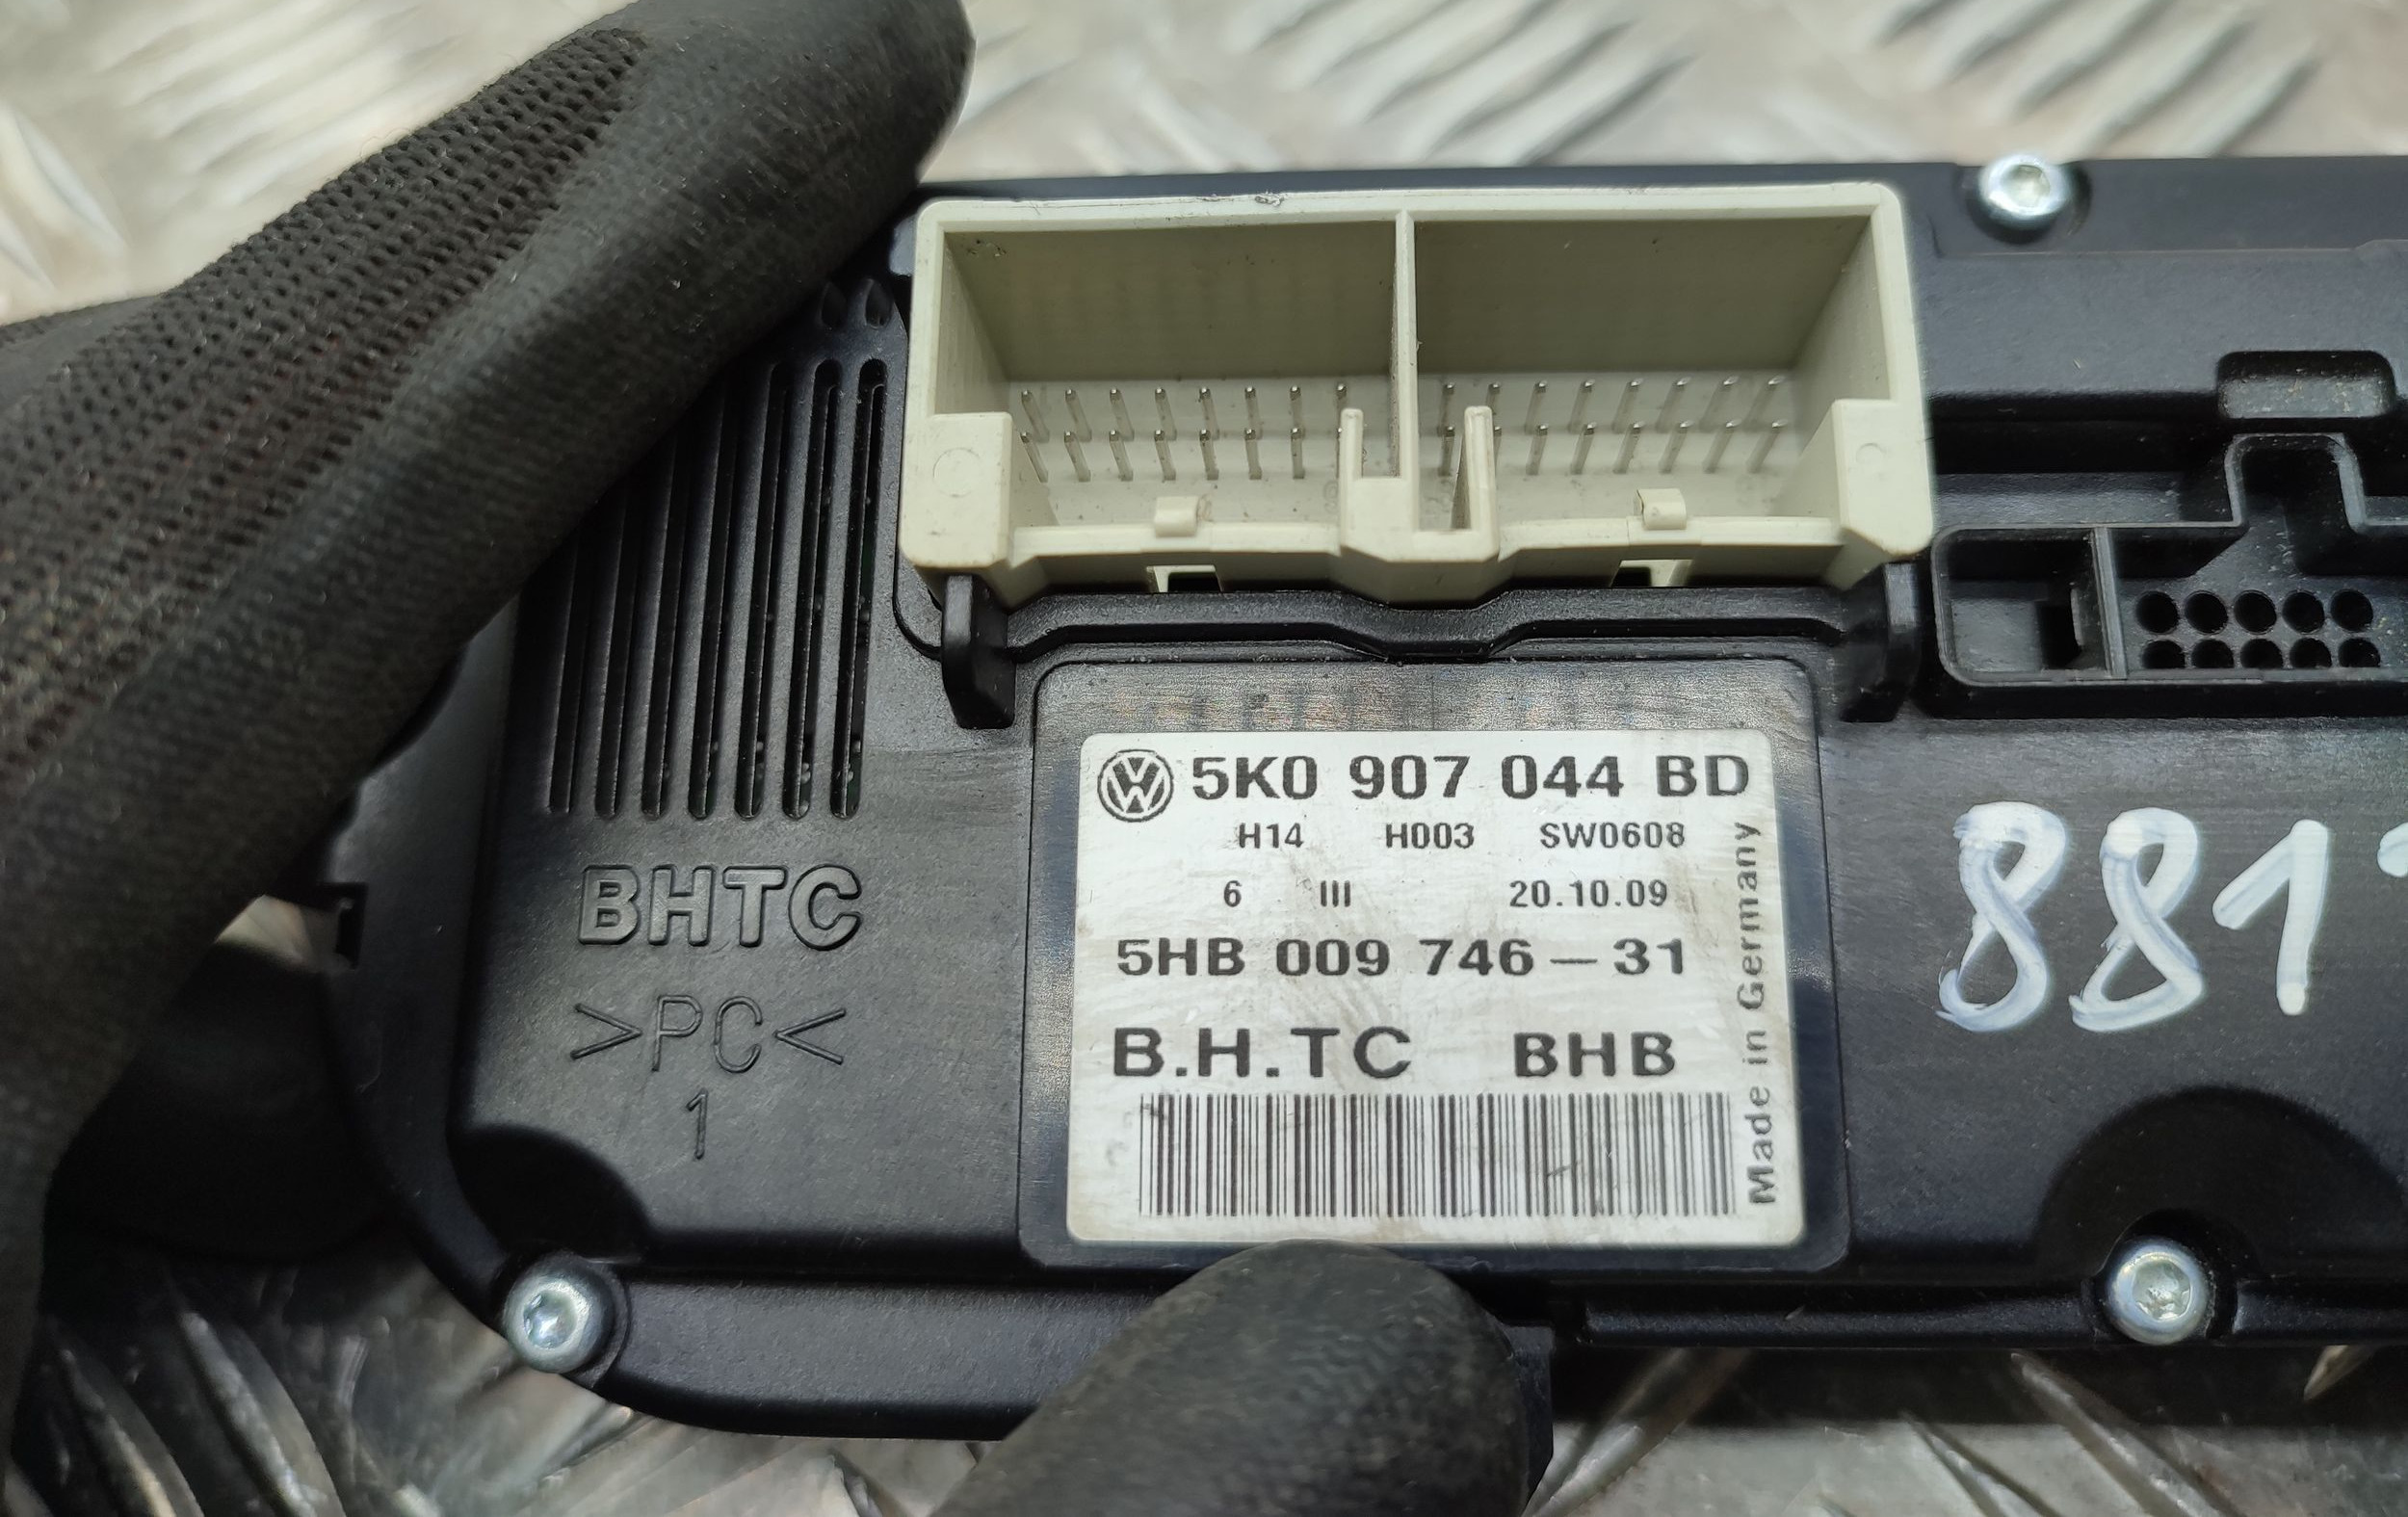 5K0 907 044 BD
H14 H003 SW0608
6 III 20.10.09
5HB 009 746 — 31
B.H.TC BHB
Made in Germany
BHTC
>PC<
1
881